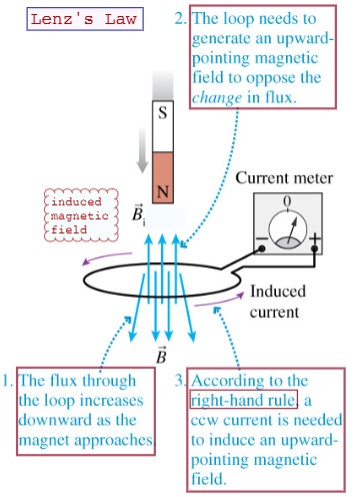 Lenz's Law
2. The loop needs to
generate an upward-
pointing magnetic
field to oppose the
change in flux.
S
N
induced
magnetic
field
B⃗i
Current meter
0
− +
Induced
current
B⃗
1. The flux through
the loop increases
downward as the
magnet approaches.
3. According to the
right-hand rule, a
ccw current is needed
to induce an upward-
pointing magnetic
field.